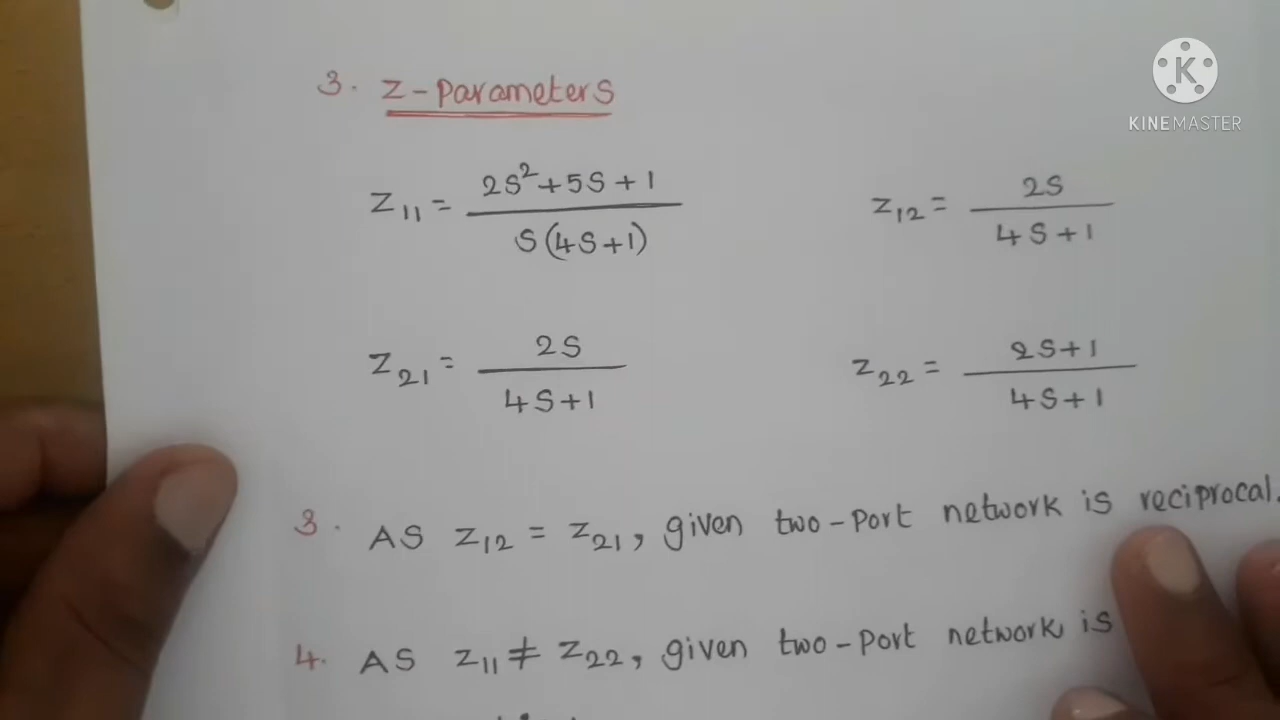 3. Z-Parameters
K
KINEMASTER
Z11 = 2S²+5S+1 / S(4S+1)
Z12 = 2S / 4S+1
Z21 = 2S / 4S+1
Z22 = 2S+1 / 4S+1
3. AS Z12 = Z21, given two-port network is reciprocal.
4. AS Z11 ≠ Z22, given two-port network is